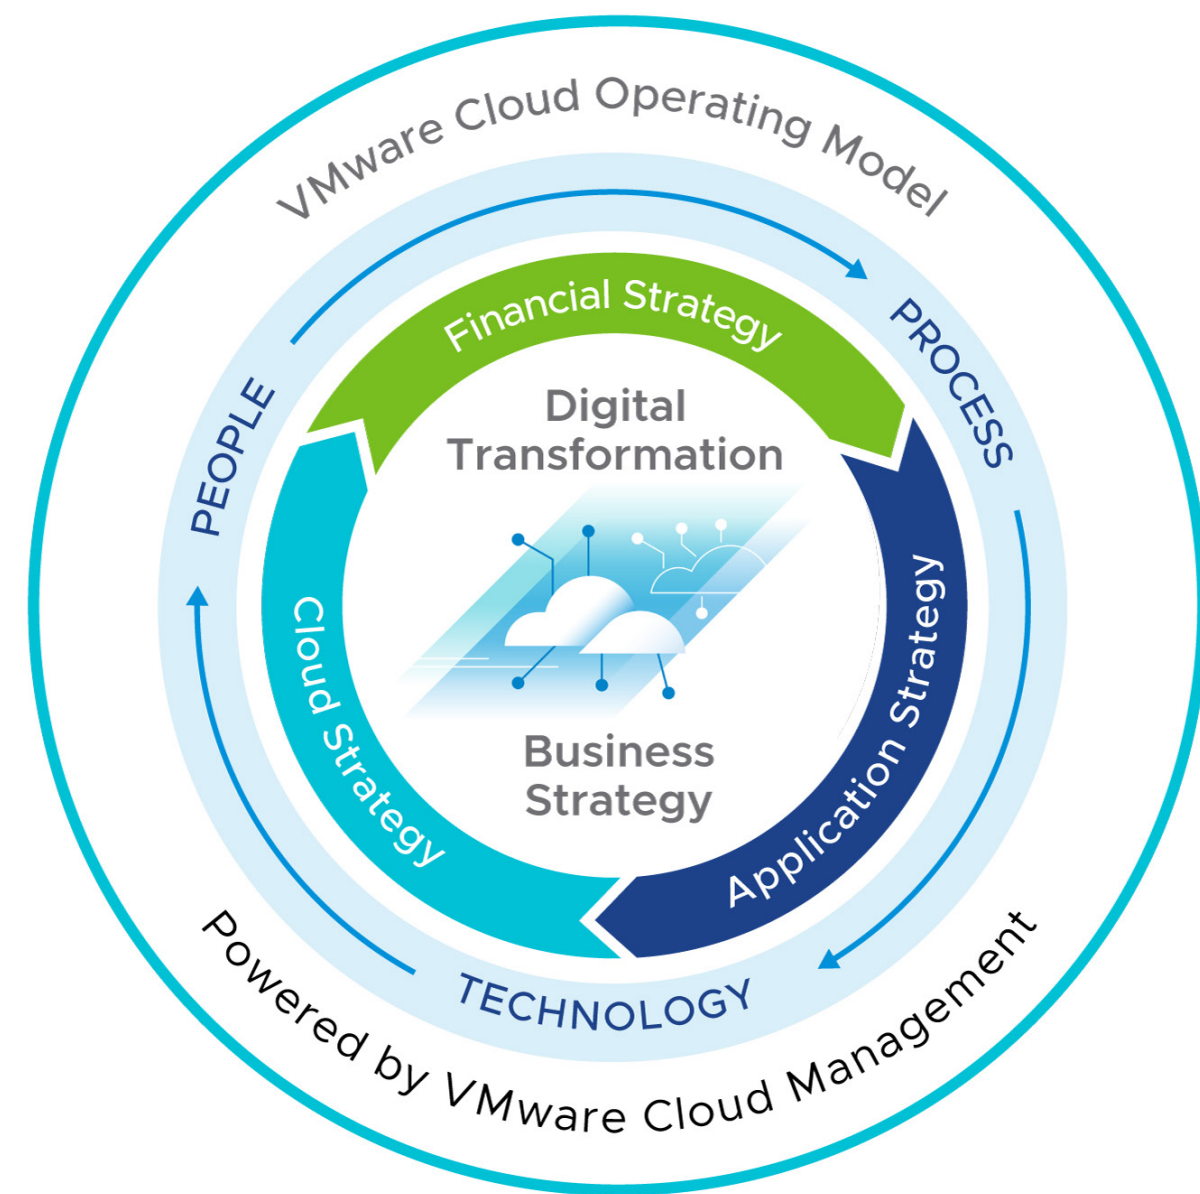 VMware Cloud Operating Model
PEOPLE
PROCESS
TECHNOLOGY
Financial Strategy
Application Strategy
Cloud Strategy
Digital
Transformation
Business
Strategy
Powered by VMware Cloud Management